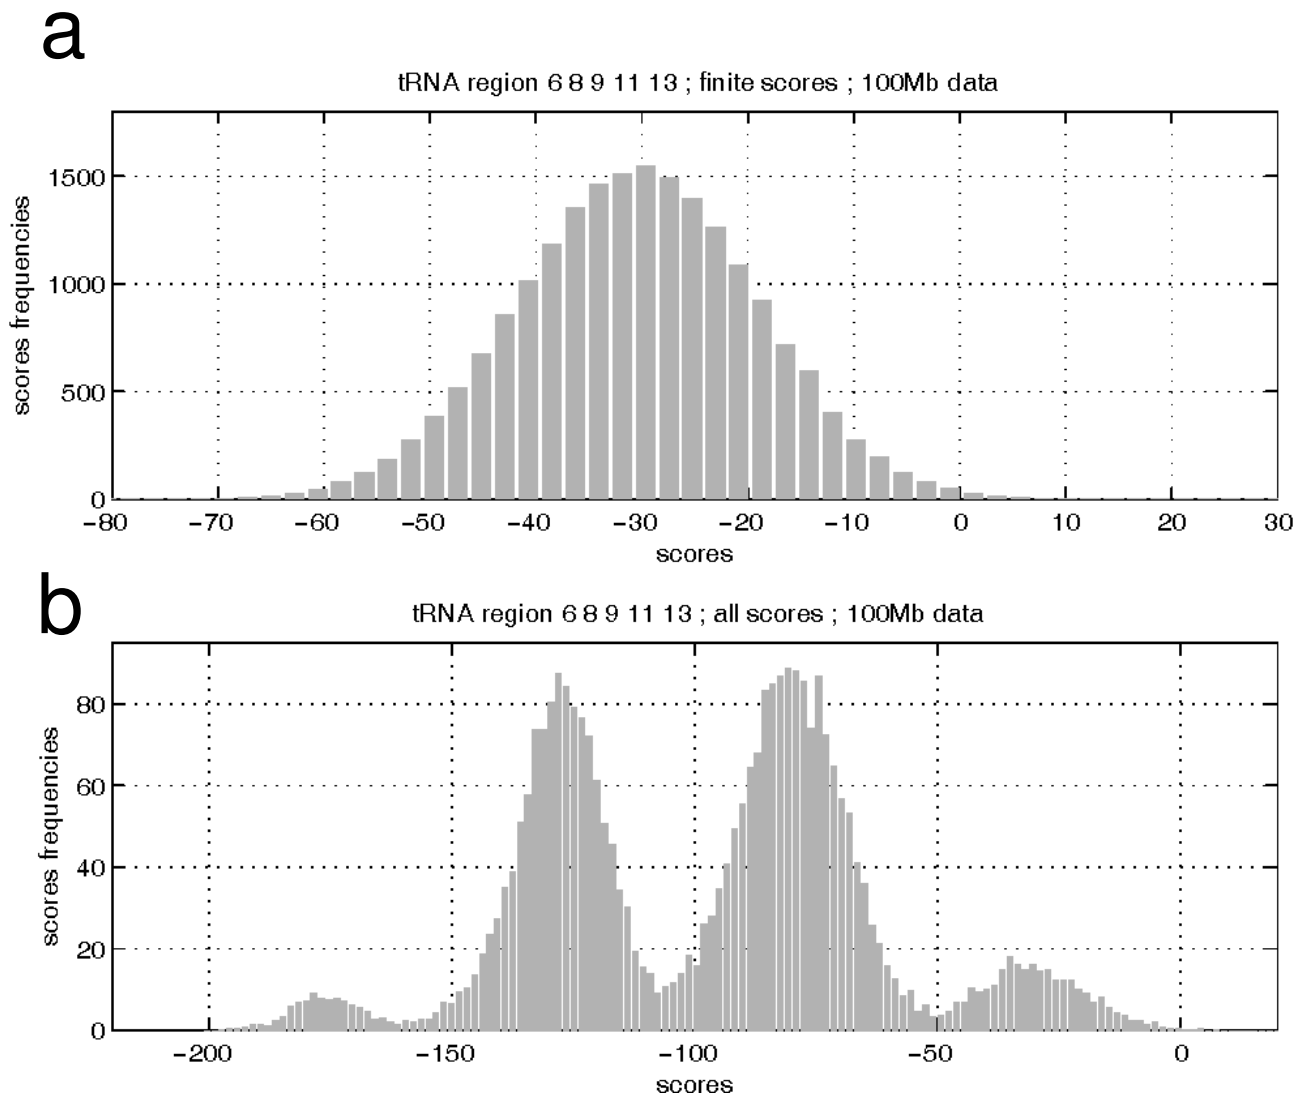 a
tRNA region 6 8 9 11 13 ; finite scores ; 100Mb data
scores frequencies
1500
1000
500
0
−80 −70 −60 −50 −40 −30 −20 −10 0 10 20 30
scores
b
tRNA region 6 8 9 11 13 ; all scores ; 100Mb data
scores frequencies
80
60
40
20
0
−200 −150 −100 −50 0
scores